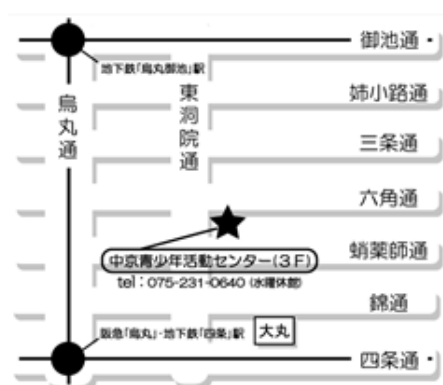 御池通
地下鉄「烏丸御池」駅
烏丸通
東洞院通
姉小路通
三条通
六角通
中京青少年活動センター(3F)
tel:075-231-0640 (水曜休館)
蛸薬師通
錦通
阪急「烏丸」・地下鉄「四条」駅
大丸
四条通